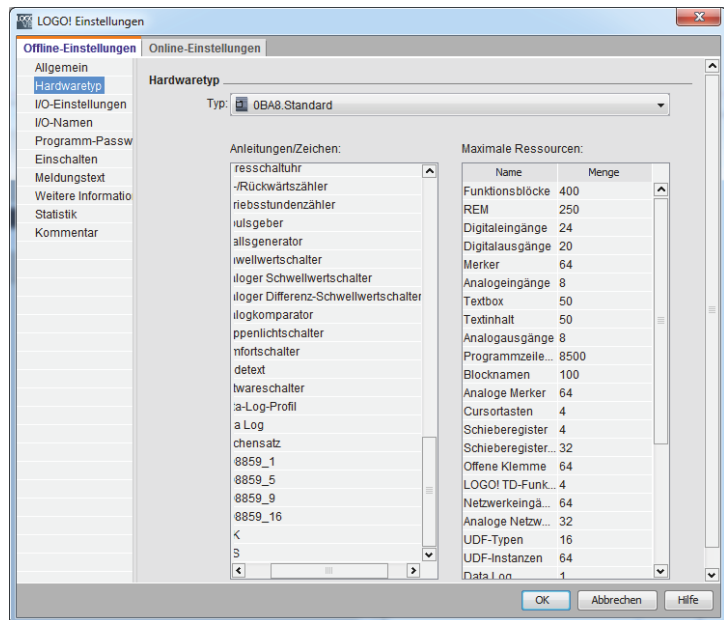 LOGO! Einstellungen
Offline-Einstellungen Online-Einstellungen
Allgemein
Hardwaretyp
I/O-Einstellungen
I/O-Namen
Programm-Passw
Einschalten
Meldungstext
Weitere Informatio
Statistik
Kommentar
Hardwaretyp
Typ: 0BA8.Standard
Anleitungen/Zeichen:
resschaltuhr
-/Rückwärtszähler
riebsstundenzähler
oulsgeber
allsgenerator
wellwertschalter
aloger Schwellwertschalter
aloger Differenz-Schwellwertschalter
alogkomparator
ppenlichtschalter
mfortschalter
detext
twareschalter
ta-Log-Profil
a Log
chensatz
8859_1
8859_5
8859_9
8859_16
K
S
Maximale Ressourcen:
Name Menge
Funktionsblöcke 400
REM 250
Digitaleingänge 24
Digitalausgänge 20
Merker 64
Analogeingänge 8
Textbox 50
Textinhalt 50
Analogausgänge 8
Programmzeile... 8500
Blocknamen 100
Analoge Merker 64
Cursortasten 4
Schieberegister 4
Schieberegister... 32
Offene Klemme 64
LOGO! TD-Funk... 4
Netzwerkeingä... 64
Analoge Netzw... 32
UDF-Typen 16
UDF-Instanzen 64
Data Log 1
OK Abbrechen Hilfe